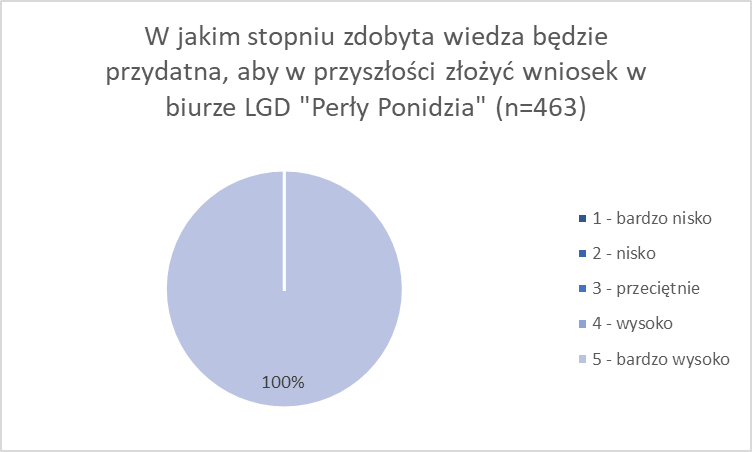 W jakim stopniu zdobyta wiedza będzie
przydatna, aby w przyszłości złożyć wniosek w
biurze LGD "Perły Ponidzia" (n=463)
1 - bardzo nisko
2 - nisko
3 - przeciętnie
4 - wysoko
5 - bardzo wysoko
100%